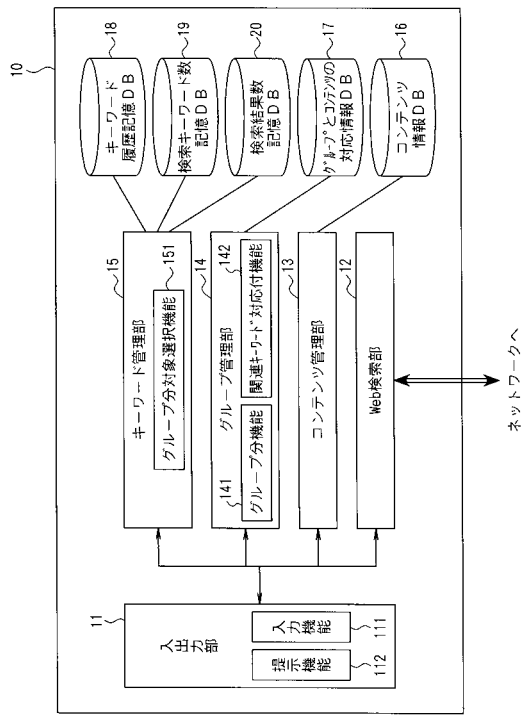 10
11
入出力部
入力機能
111
提示機能
112
15
キーワード管理部
グループ分対象選択機能
151
14
グループ管理部
142
関連キーワード対応付機能
141
グループ分機能
13
コンテンツ管理部
12
Web検索部
18
キーワード
履歴記憶DB
19
検索キーワード数
記憶DB
20
検索結果数
記憶DB
17
グループとコンテンツの
対応情報DB
16
コンテンツ
情報DB
ネットワークへ